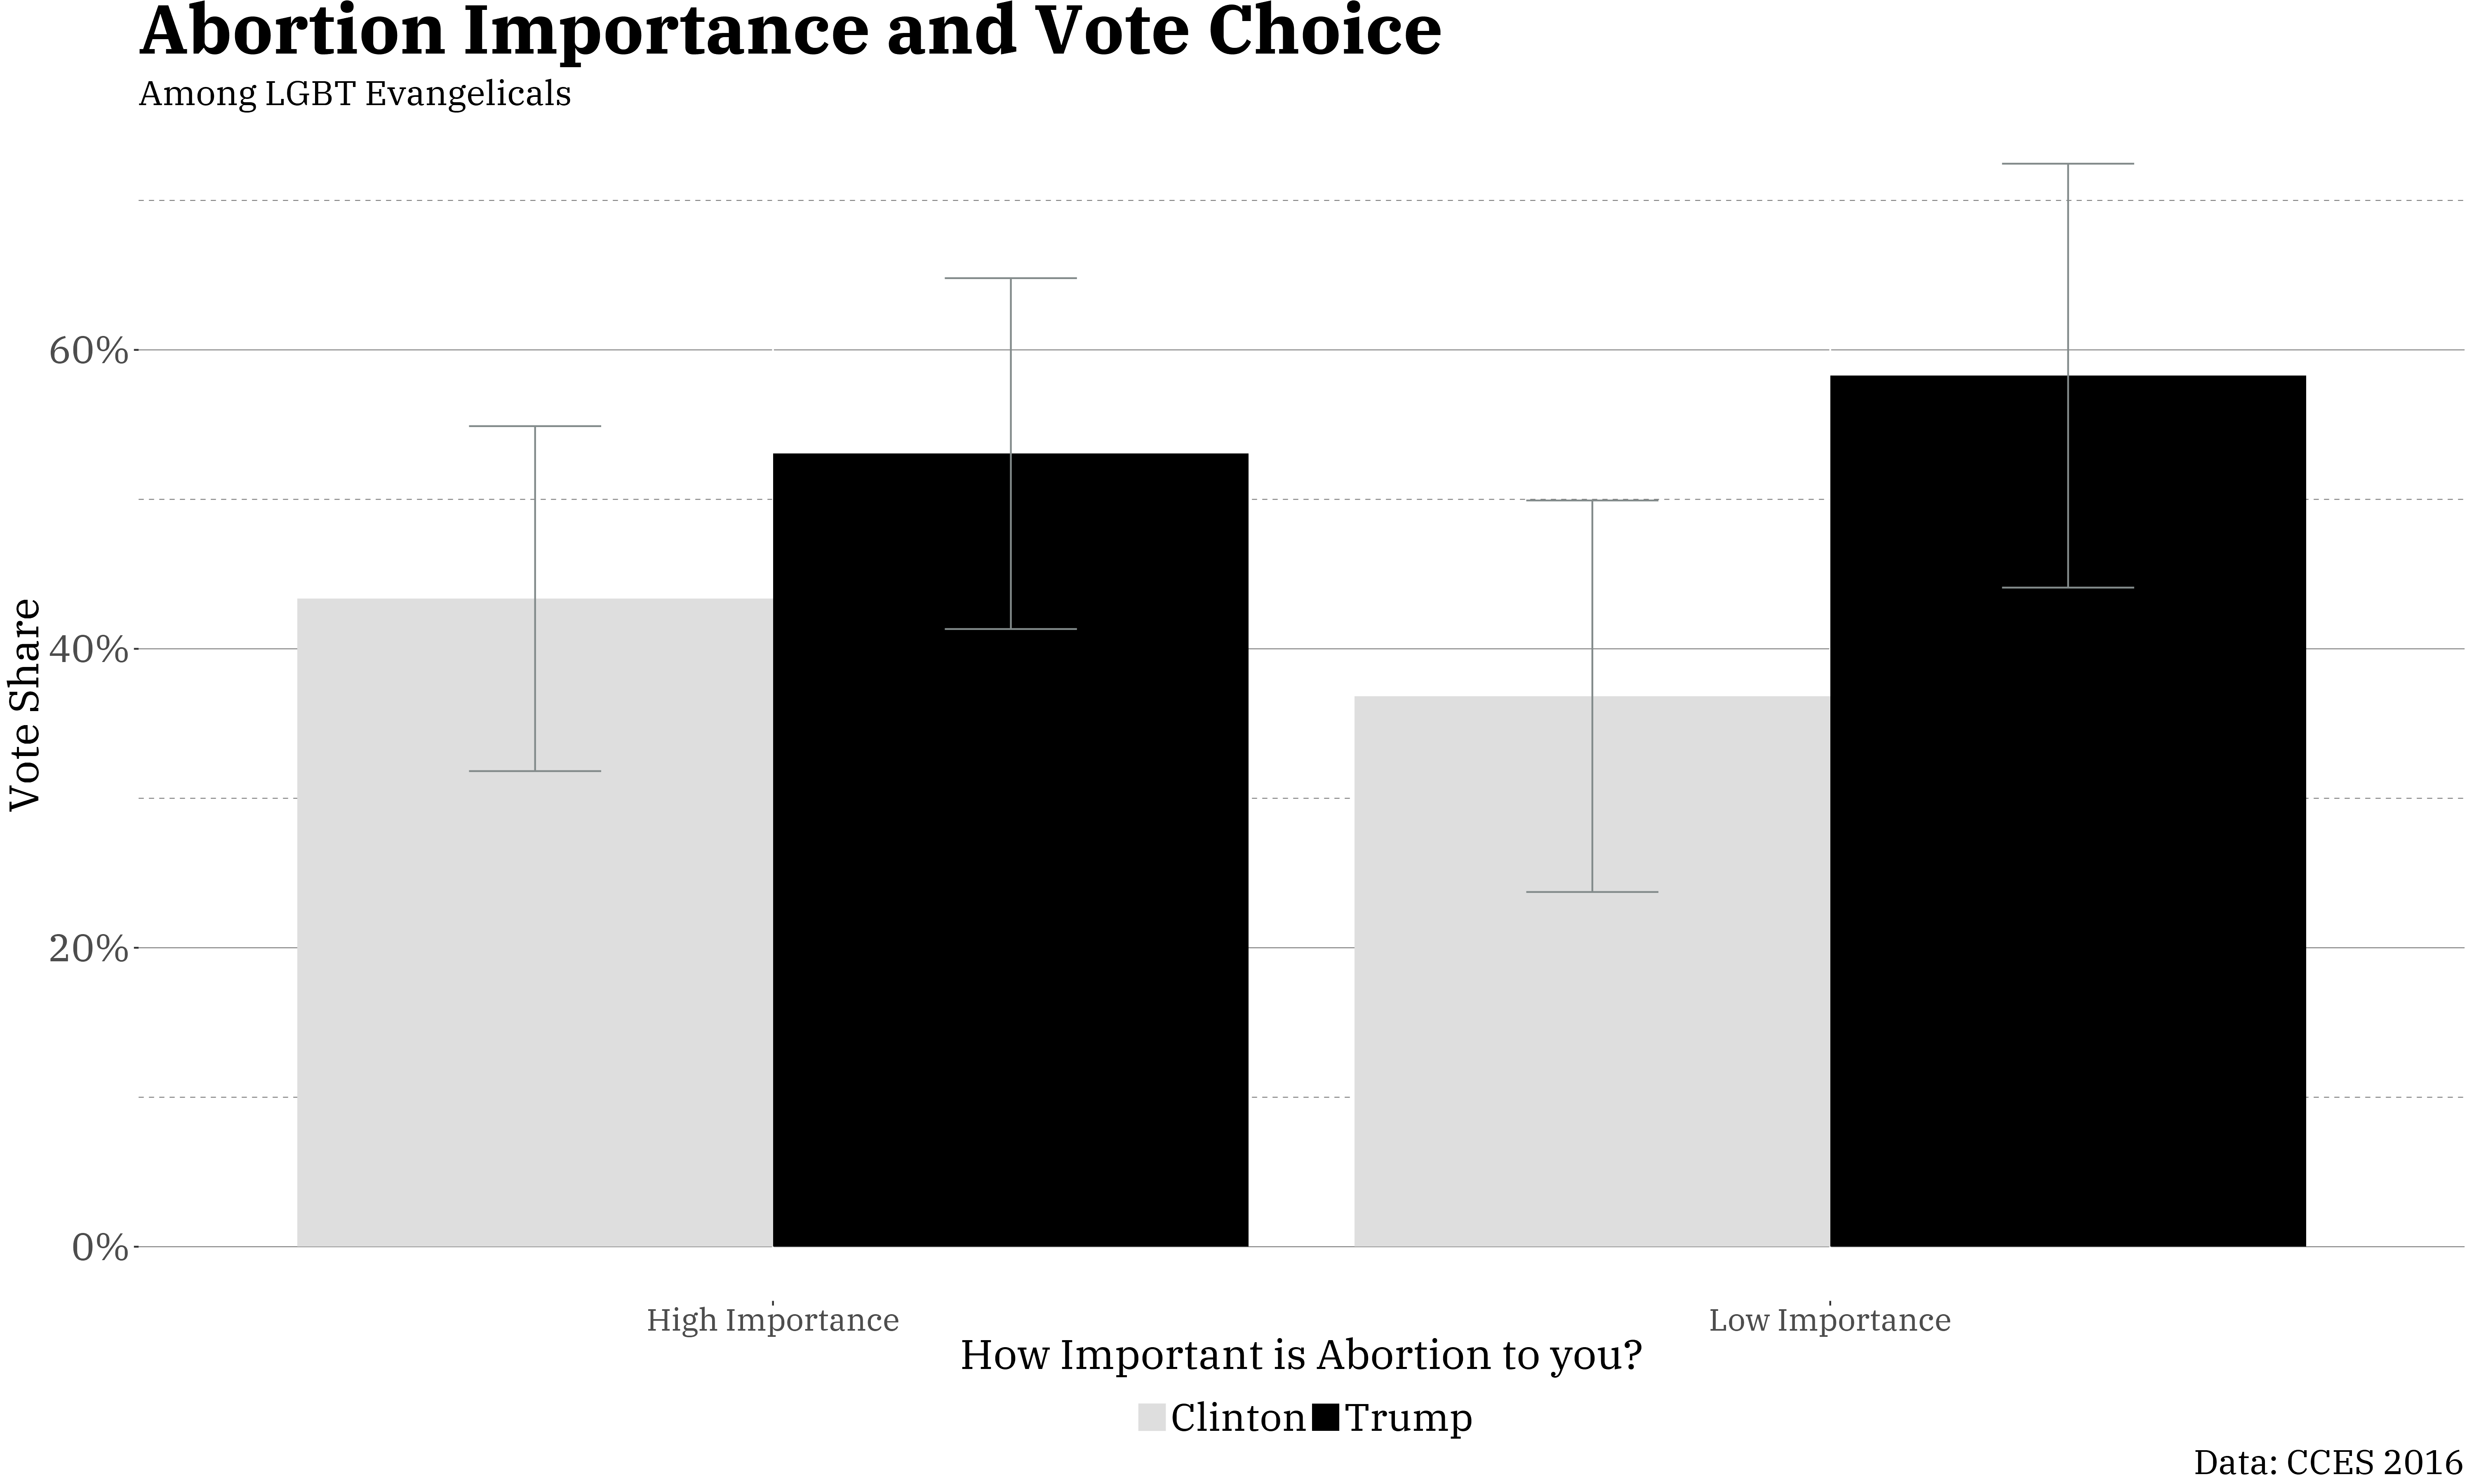 Abortion Importance and Vote Choice
Among LGBT Evangelicals
Vote Share
60%
40%
20%
0%
High Importance Low Importance
How Important is Abortion to you?
Clinton Trump
Data: CCES 2016